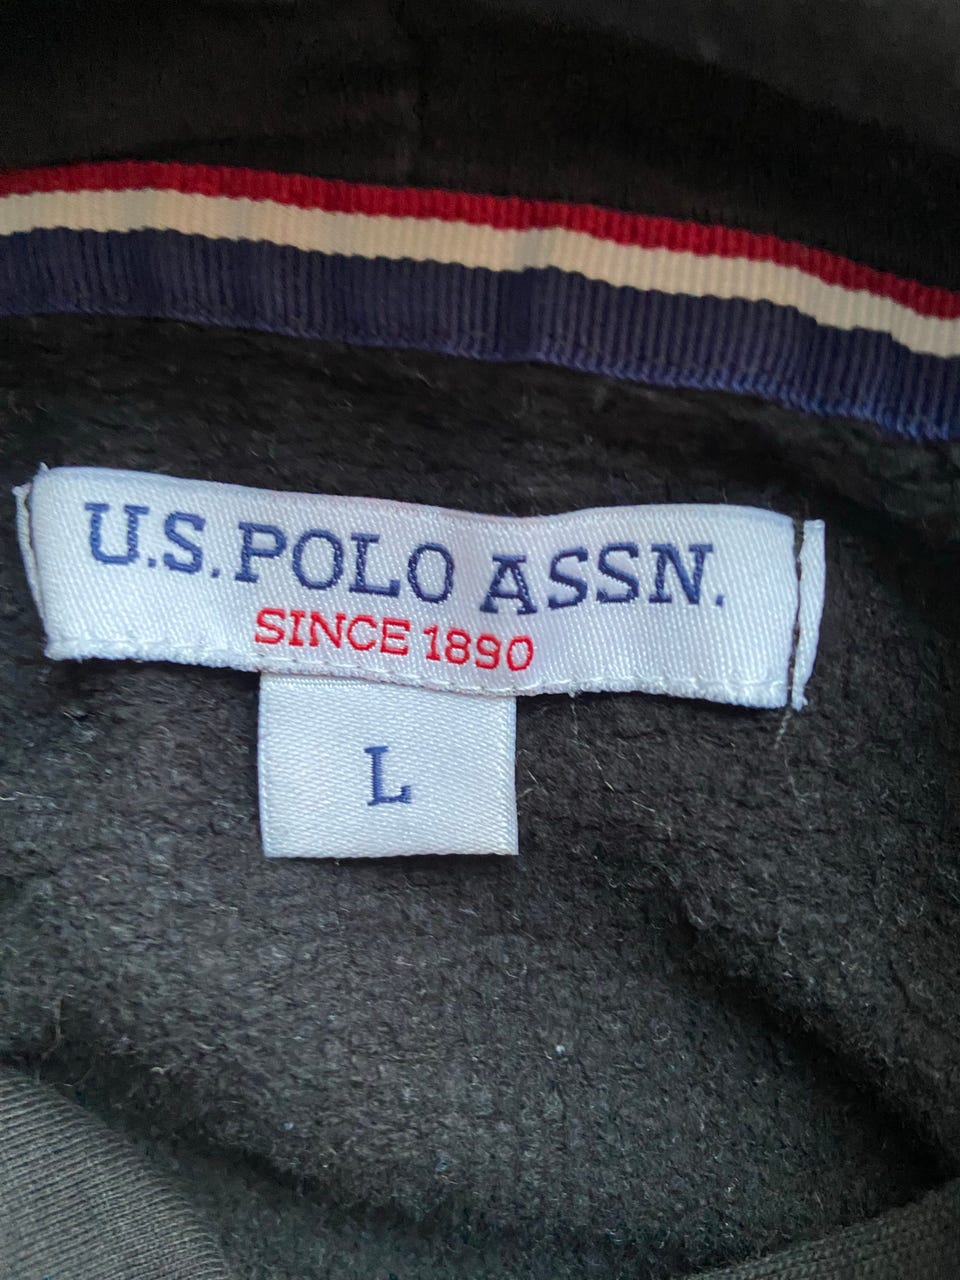 U.S. POLO ASSN.
SINCE 1890
L